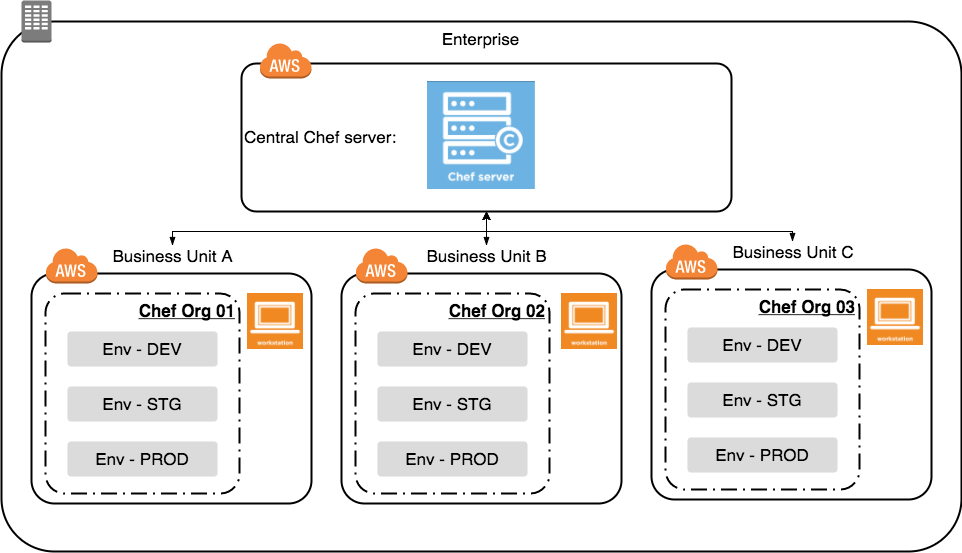 Enterprise
AWS
Central Chef server:
C
Chef server
Business Unit A
AWS
Chef Org 01
workstation
Env - DEV
Env - STG
Env - PROD
Business Unit B
AWS
Chef Org 02
workstation
Env - DEV
Env - STG
Env - PROD
Business Unit C
AWS
Chef Org 03
workstation
Env - DEV
Env - STG
Env - PROD